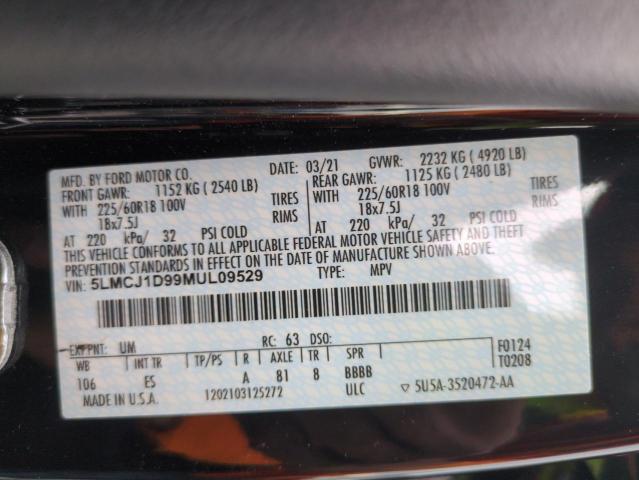 MFD. BY FORD MOTOR CO. DATE: 03/21 GVWR: 2232 KG ( 4920 LB)
FRONT GAWR: 1152 KG ( 2540 LB) REAR GAWR: 1125 KG ( 2480 LB)
WITH 225/60R18 100V TIRES WITH 225/60R18 100V TIRES
18x7.5J RIMS 18x7.5J RIMS
AT 220 kPa/ 32 PSI COLD AT 220 kPa/ 32 PSI COLD
THIS VEHICLE CONFORMS TO ALL APPLICABLE FEDERAL MOTOR VEHICLE SAFETY AND THEFT
PREVENTION STANDARDS IN EFFECT ON THE DATE OF MANUFACTURE SHOWN ABOVE.
VIN: 5LMCJ1D99MUL09529 TYPE: MPV
EXT PNT: UM RC: 63 DSO:
WB INT TR TP/PS R AXLE TR SPR F0124
106 ES A 81 8 BBBB T0208
MADE IN U.S.A. 1202103125272 ULC ▽ 5U5A-3520472-AA